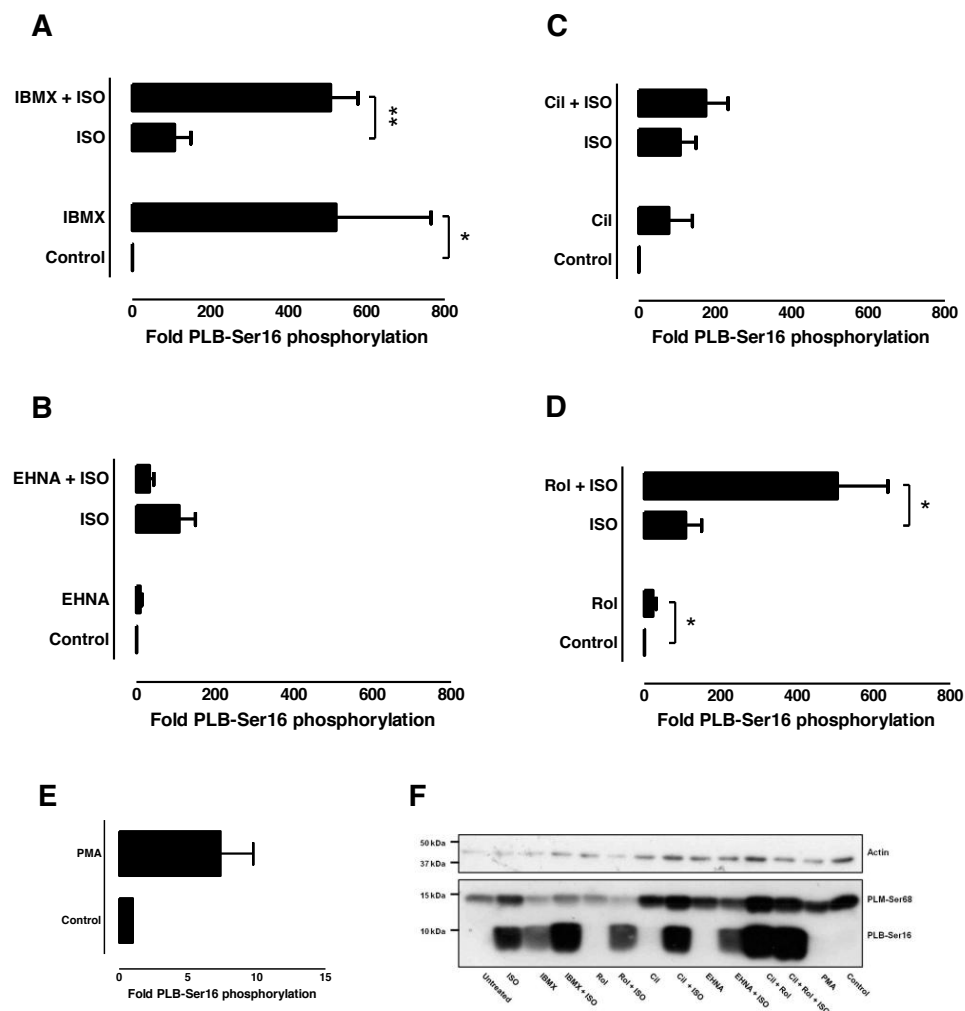 A
IBMX + ISO
**
ISO
IBMX
*
Control
0 200 400 600 800
Fold PLB-Ser16 phosphorylation
C
Cil + ISO
ISO
Cil
Control
0 200 400 600 800
Fold PLB-Ser16 phosphorylation
B
EHNA + ISO
ISO
EHNA
Control
0 200 400 600 800
Fold PLB-Ser16 phosphorylation
D
Rol + ISO
*
ISO
Rol
*
Control
0 200 400 600 800
Fold PLB-Ser16 phosphorylation
E
PMA
Control
0 5 10 15
Fold PLB-Ser16 phosphorylation
F
50 kDa
37 kDa
Actin
15 kDa
PLM-Ser68
10 kDa
PLB-Ser16
Untreated
ISO
IBMX
IBMX + ISO
Rol
Rol + ISO
Cil
Cil + ISO
EHNA
EHNA + ISO
Cil + Rol
Cil + Rol + ISO
PMA
Control